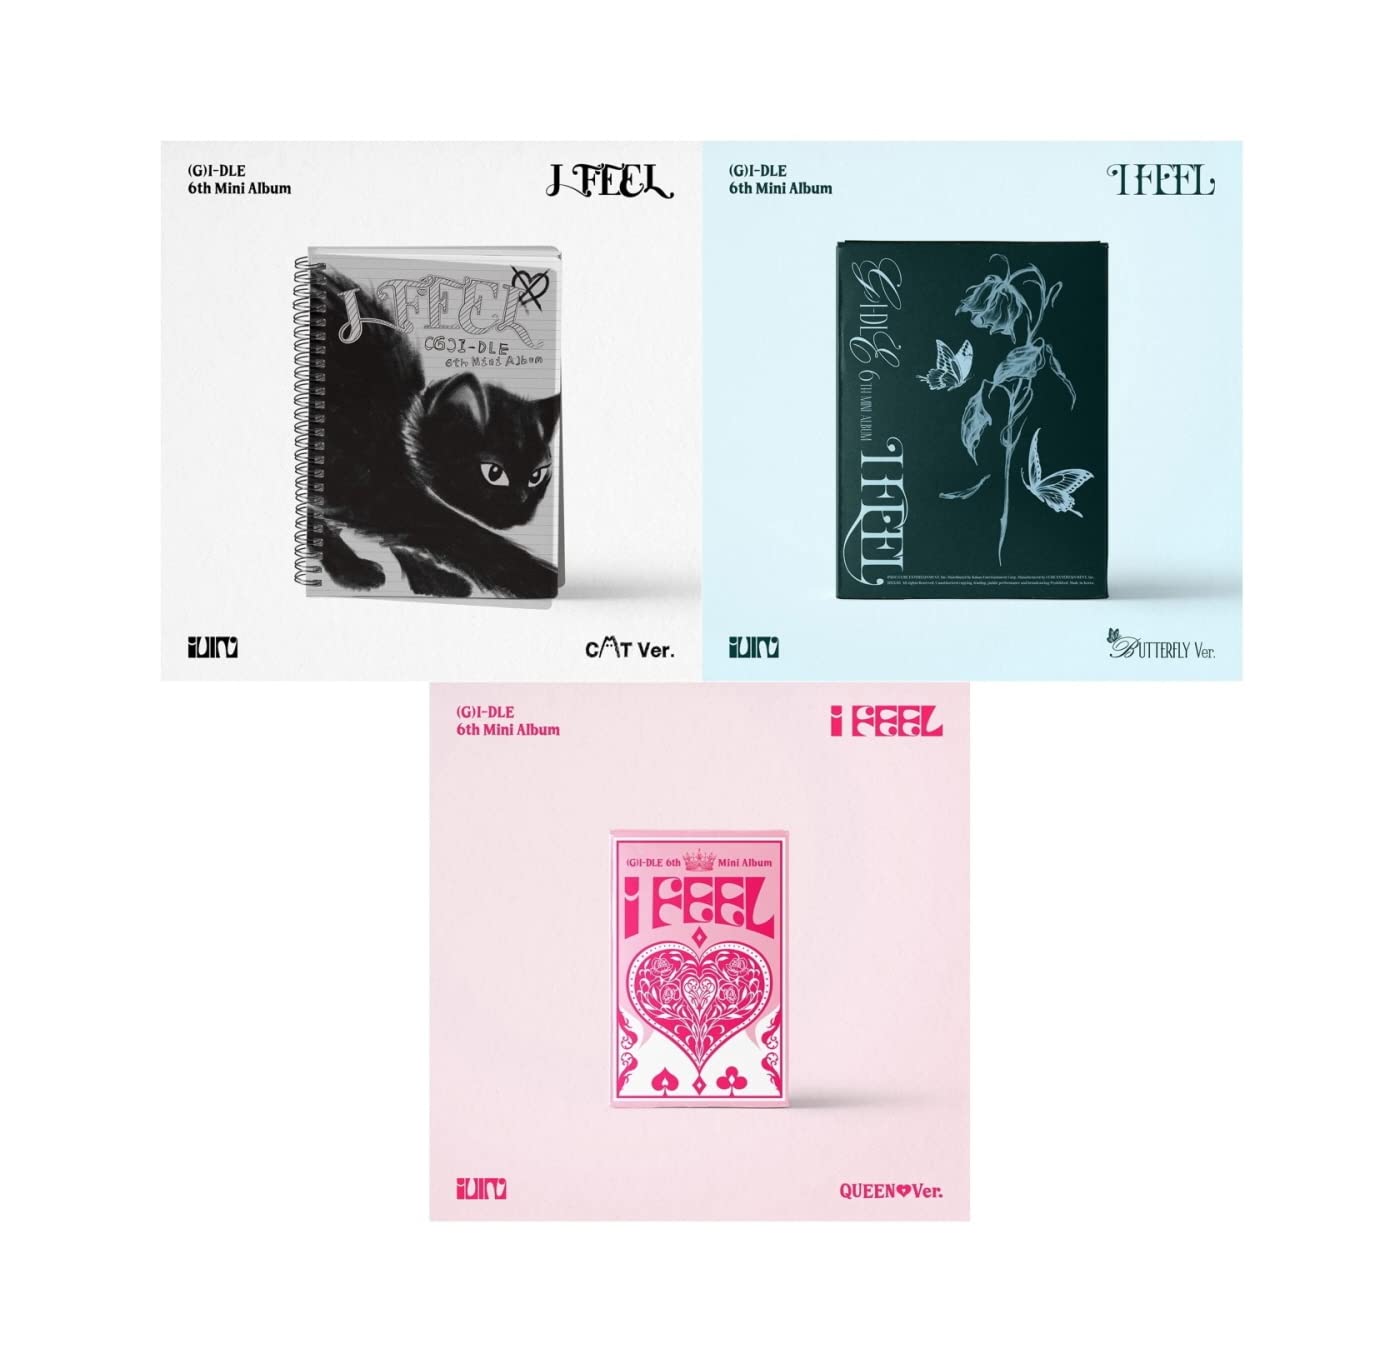 (G)I-DLE
6th Mini Album
I FEEL
I FEEL
(G)I-DLE
6th Mini Album
CAT Ver.
(G)I-DLE
6th Mini Album
I FEEL
(G)I-DLE 6TH MINI ALBUM
I FEEL
BUTTERFLY Ver.
(G)I-DLE
6th Mini Album
i FEEL
(G)I-DLE 6th Mini Album
i FEEL
QUEEN Ver.